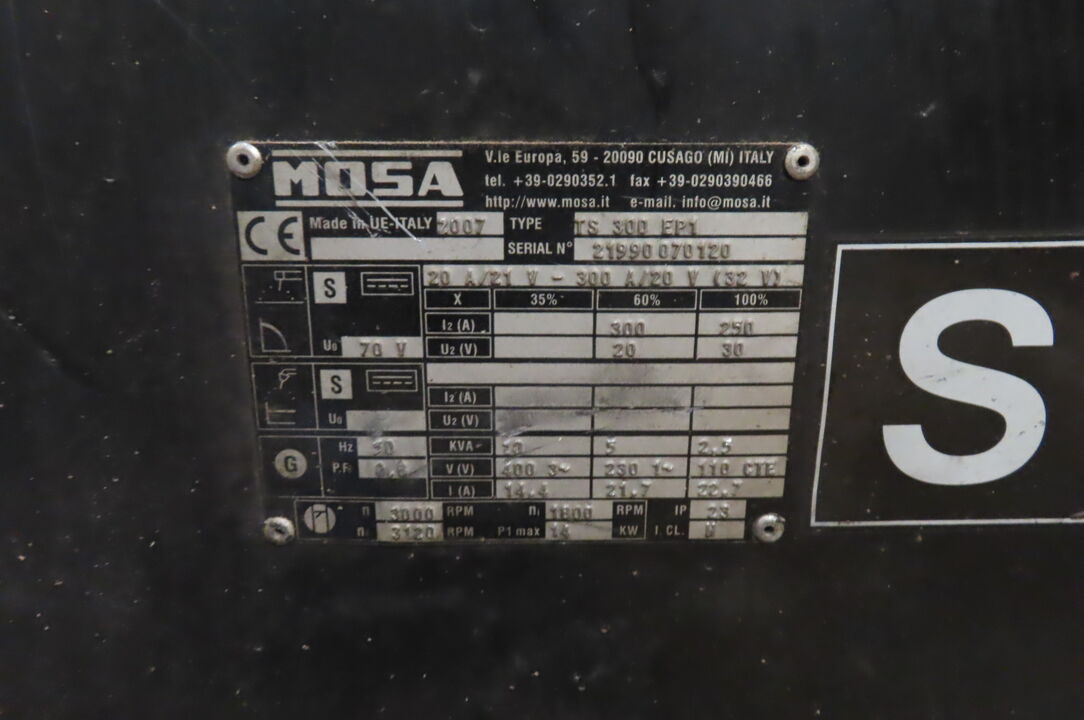 MOSA
V.le Europa, 59 - 20090 CUSAGO (MI) ITALY
tel. +39-0290352.1 fax +39-0290390466
http://www.mosa.it e-mail: info@mosa.it
CE Made in UE-ITALY 2007 TYPE TS 300 EP1
SERIAL N° 21990070120
S 20 A/21 V - 300 A/20 V (32 V)
X 35% 60% 100%
I2 (A) 300 250
U0 70 V U2 (V) 20 30
S
I2 (A)
U0 U2 (V)
Hz 50 KVA 10 5 2.5
G P.F. 0.8 V (V) 400 3~ 230 1~ 110 CTE
I (A) 14.4 21.7 22.7
n 3000 RPM n1 1800 RPM IP 23
n 3120 RPM P1 max 14 KW I. CL. H
S